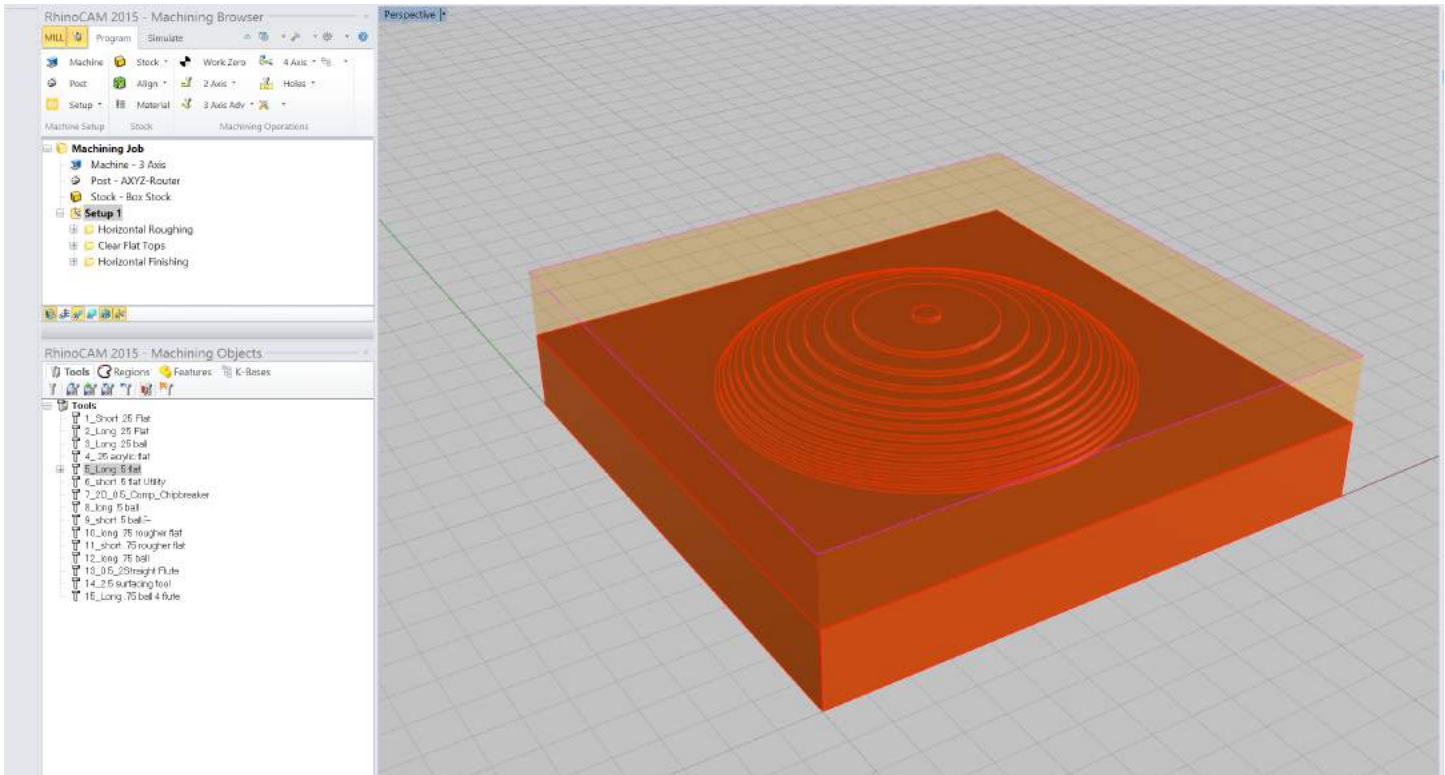 RhinoCAM 2015 - Machining Browser
MILL Program Simulate
Machine Stock Work Zero 4 Axis
Post Align 2 Axis Holes
Setup Material 3 Axis Adv
Machine Setup Stock Machining Operations
Machining Job
Machine - 3 Axis
Post - AXYZ-Router
Stock - Box Stock
Setup 1
Horizontal Roughing
Clear Flat Tops
Horizontal Finishing
RhinoCAM 2015 - Machining Objects
Tools Regions Features K-Bases
Tools
1_Short .25 Flat
2_Long .25 Flat
3_Long .25 ball
4_.25 acrylic flat
5_Long .5 flat
6_short .5 flat Utility
7_2D_0.5_Comp_Chipbreaker
8_long .5 ball
9_short .5 ball
10_long .75 rougher flat
11_short .75 rougher flat
12_long .75 ball
13_0.5_2Straight Flute
14_2.5 surfacing tool
15_Long .75 ball 4 flute
Perspective